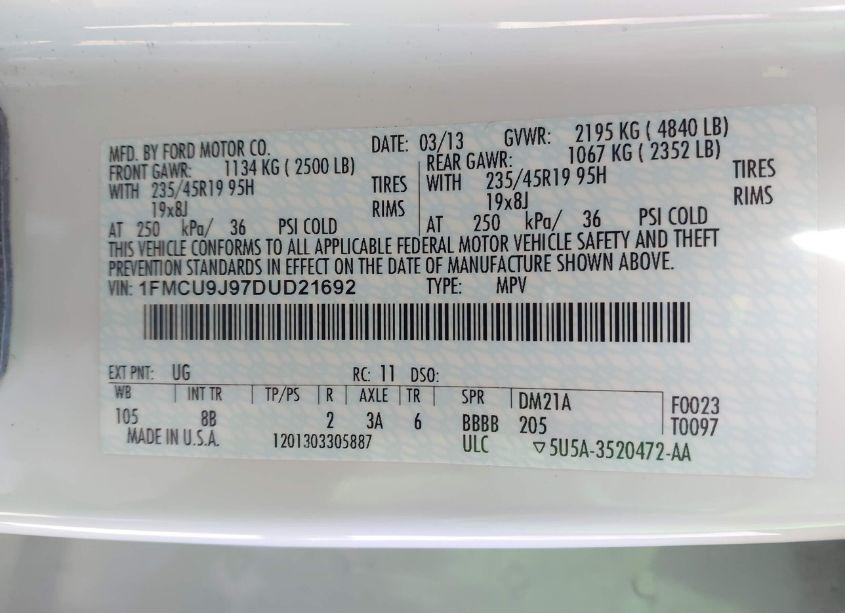 MFD. BY FORD MOTOR CO. DATE: 03/13 GVWR: 2195 KG ( 4840 LB)
FRONT GAWR: 1134 KG ( 2500 LB) REAR GAWR: 1067 KG ( 2352 LB)
WITH 235/45R19 95H TIRES WITH 235/45R19 95H TIRES
19x8J RIMS 19x8J RIMS
AT 250 kPa/ 36 PSI COLD AT 250 kPa/ 36 PSI COLD
THIS VEHICLE CONFORMS TO ALL APPLICABLE FEDERAL MOTOR VEHICLE SAFETY AND THEFT
PREVENTION STANDARDS IN EFFECT ON THE DATE OF MANUFACTURE SHOWN ABOVE.
VIN: 1FMCU9J97DUD21692 TYPE: MPV
EXT PNT: UG RC: 11 DSO:
WB INT TR TP/PS R AXLE TR SPR DM21A F0023
105 8B 2 3A 6 BBBB 205 T0097
MADE IN U.S.A. 1201303305887 ULC ▽5U5A-3520472-AA